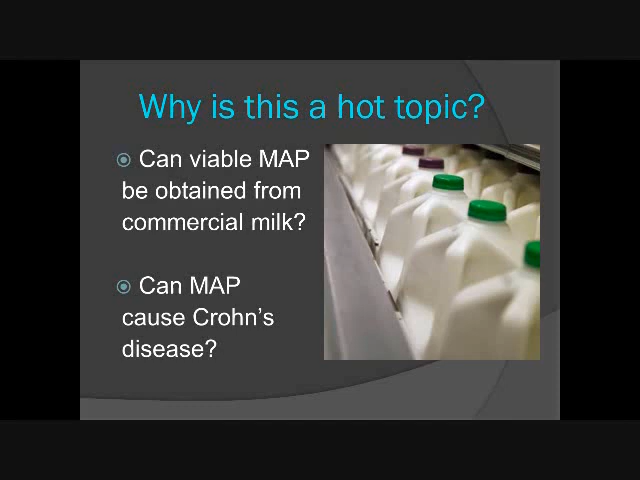 Why is this a hot topic?
Can viable MAP
be obtained from
commercial milk?
Can MAP
cause Crohn's
disease?